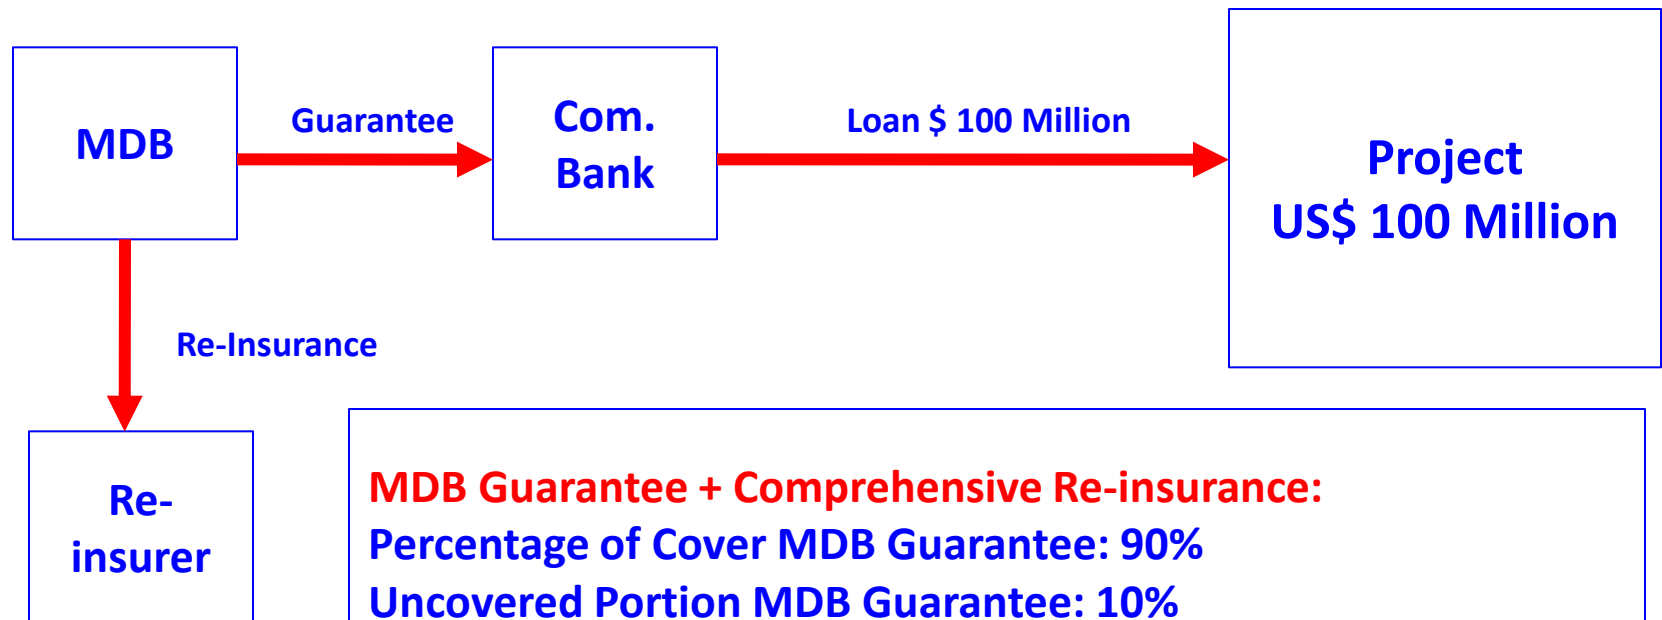 MDB
Guarantee
Com.
Bank
Loan $ 100 Million
Project
US$ 100 Million
Re-Insurance
Re-
insurer
MDB Guarantee + Comprehensive Re-insurance:
Percentage of Cover MDB Guarantee: 90%
Uncovered Portion MDB Guarantee: 10%